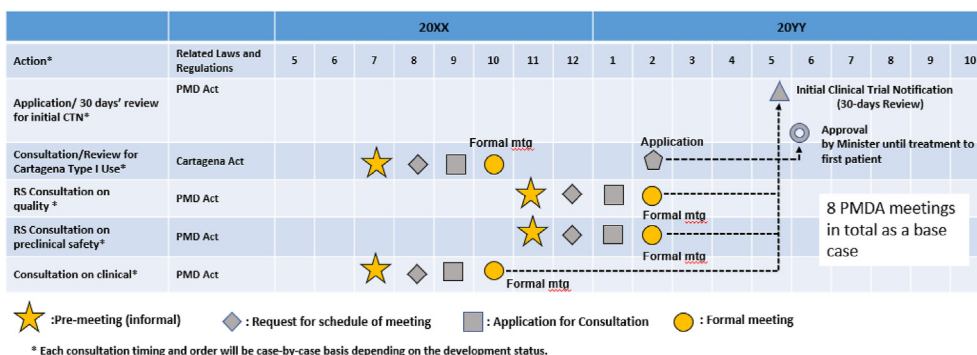 20XX 20YY
Action* Related Laws and Regulations 5 6 7 8 9 10 11 12 1 2 3 4 5 6 7 8 9 10
Application/ 30 days' review
for initial CTN*
PMD Act
Initial Clinical Trial Notification
(30-days Review)
Approval
by Minister until treatment to
first patient
Consultation/Review for
Cartagena Type I Use*
Cartagena Act
Formal mtg
Application
RS Consultation on
quality *
PMD Act
Formal mtg
RS Consultation on
preclinical safety*
PMD Act
Formal mtg
Consultation on clinical*
PMD Act
Formal mtg
8 PMDA meetings
in total as a base
case
:Pre-meeting (informal) : Request for schedule of meeting : Application for Consultation : Formal meeting
* Each consultation timing and order will be case-by-case basis depending on the development status.